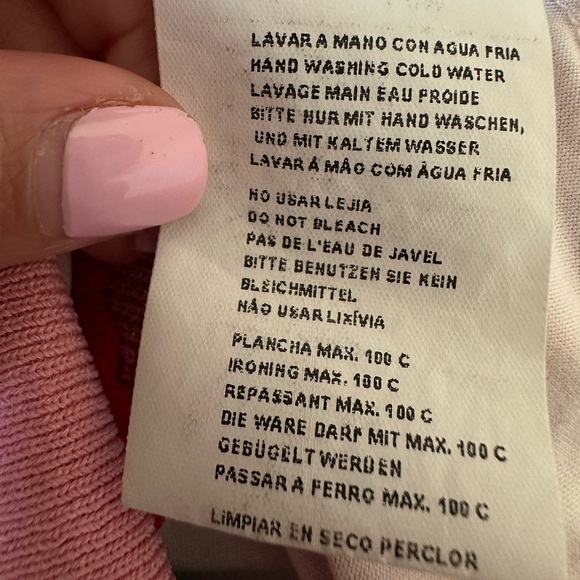 LAVAR A MANO CON AGUA FRIA
HAND WASHING COLD WATER
LAVAGE MAIN EAU FROIDE
BITTE NUR MIT HAND WASCHEN,
UND MIT KALTEM WASSER
LAVAR Á MÃO COM ÁGUA FRIA
NO USAR LEJIA
DO NOT BLEACH
PAS DE L'EAU DE JAVEL
BITTE BENUTZEN SIE KEIN
BLEICHMITTEL
NÃO USAR LIXÍVIA
PLANCHA MAX. 100 C
IRONING MAX. 100 C
REPASSANT MAX. 100 C
DIE WARE DARF MIT MAX. 100 C
GEBÜGELT WERDEN
PASSAR A FERRO MAX. 100 C
LIMPIAR EN SECO PERCLOR